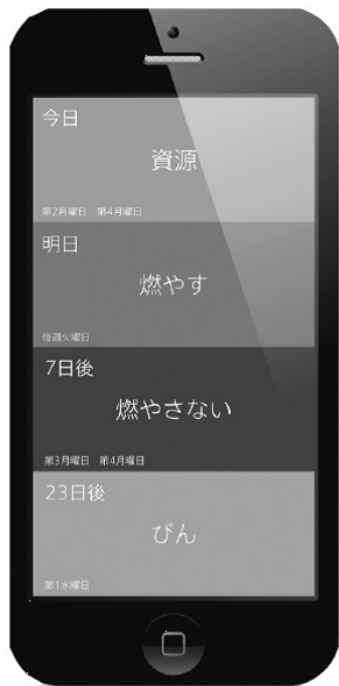 今日
資源
第2月曜日 第4月曜日
明日
燃やす
毎週火曜日
7日後
燃やさない
第3月曜日 第4月曜日
23日後
びん
第1水曜日